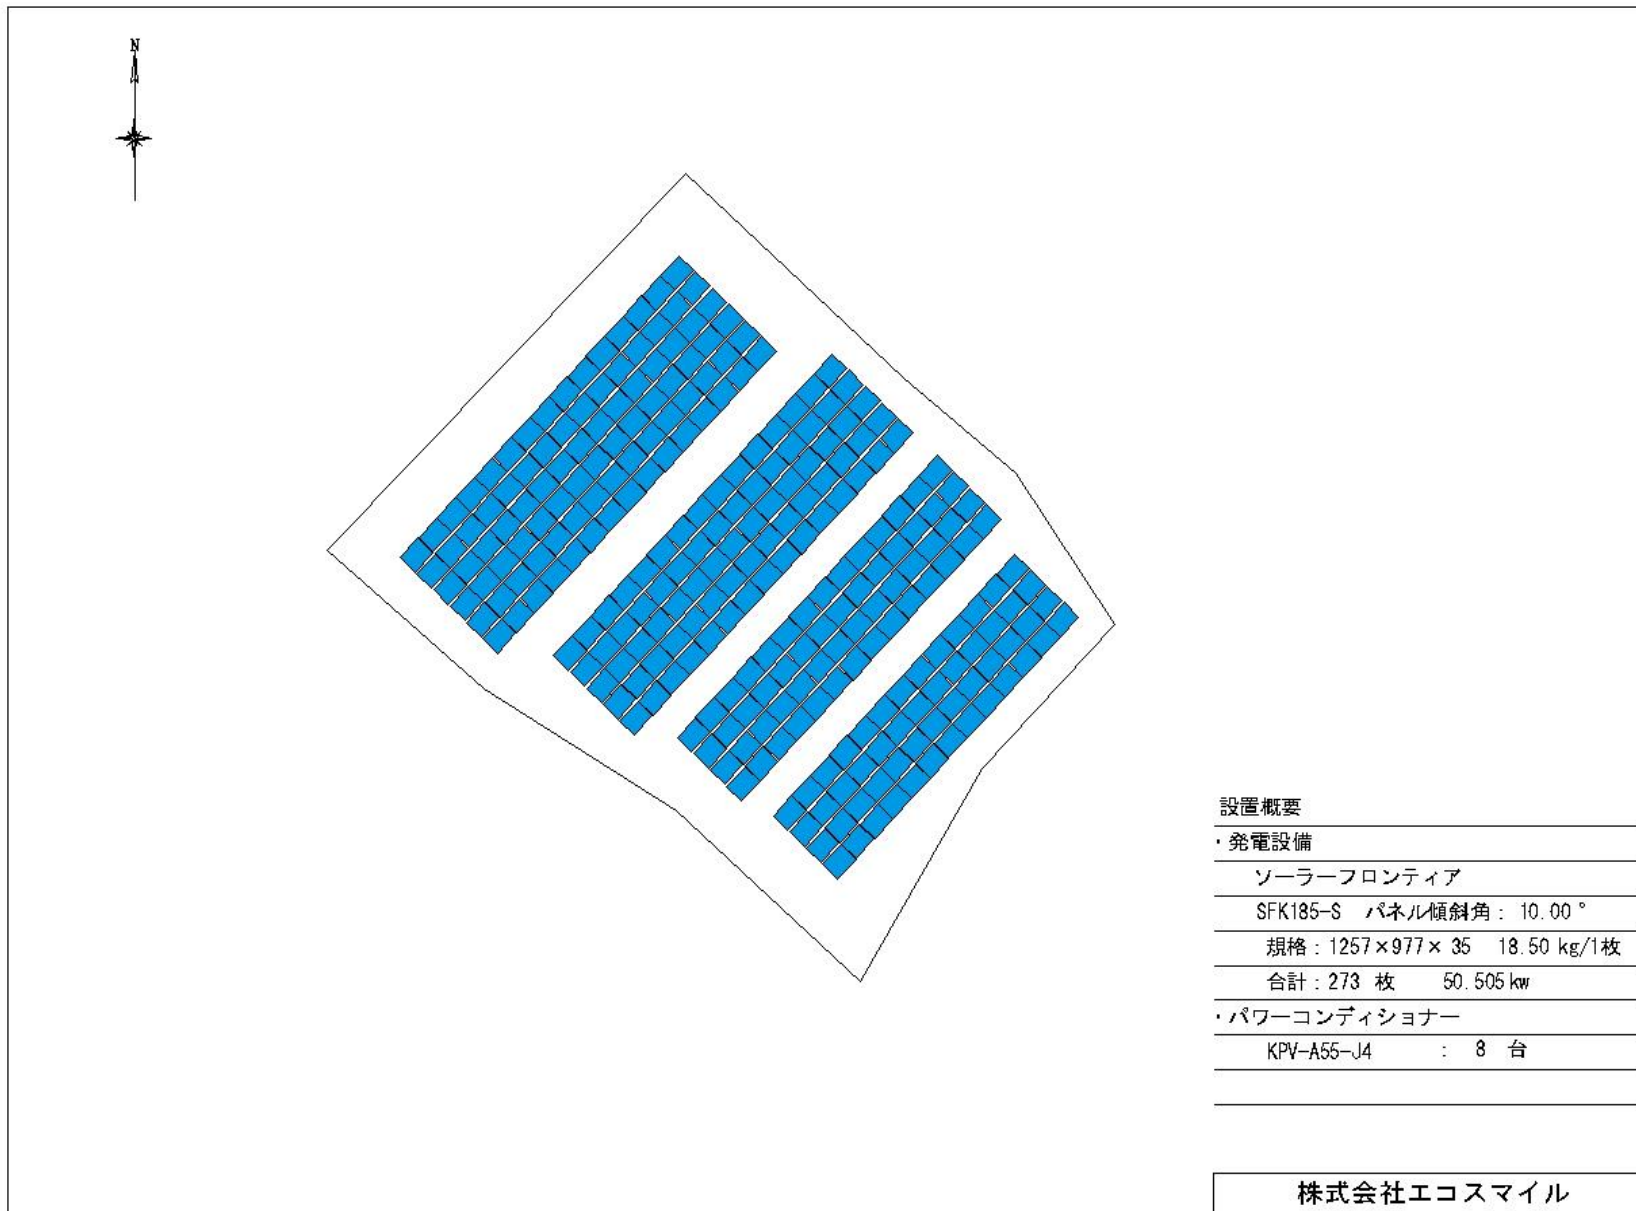 N
設置概要
・発電設備
ソーラーフロンティア
SFK185-S パネル傾斜角： 10.00°
規格：1257×977× 35 18.50 kg/1枚
合計：273 枚 50.505kw
・パワーコンディショナー
KPV-A55-J4 ： 8 台
株式会社エコスマイル